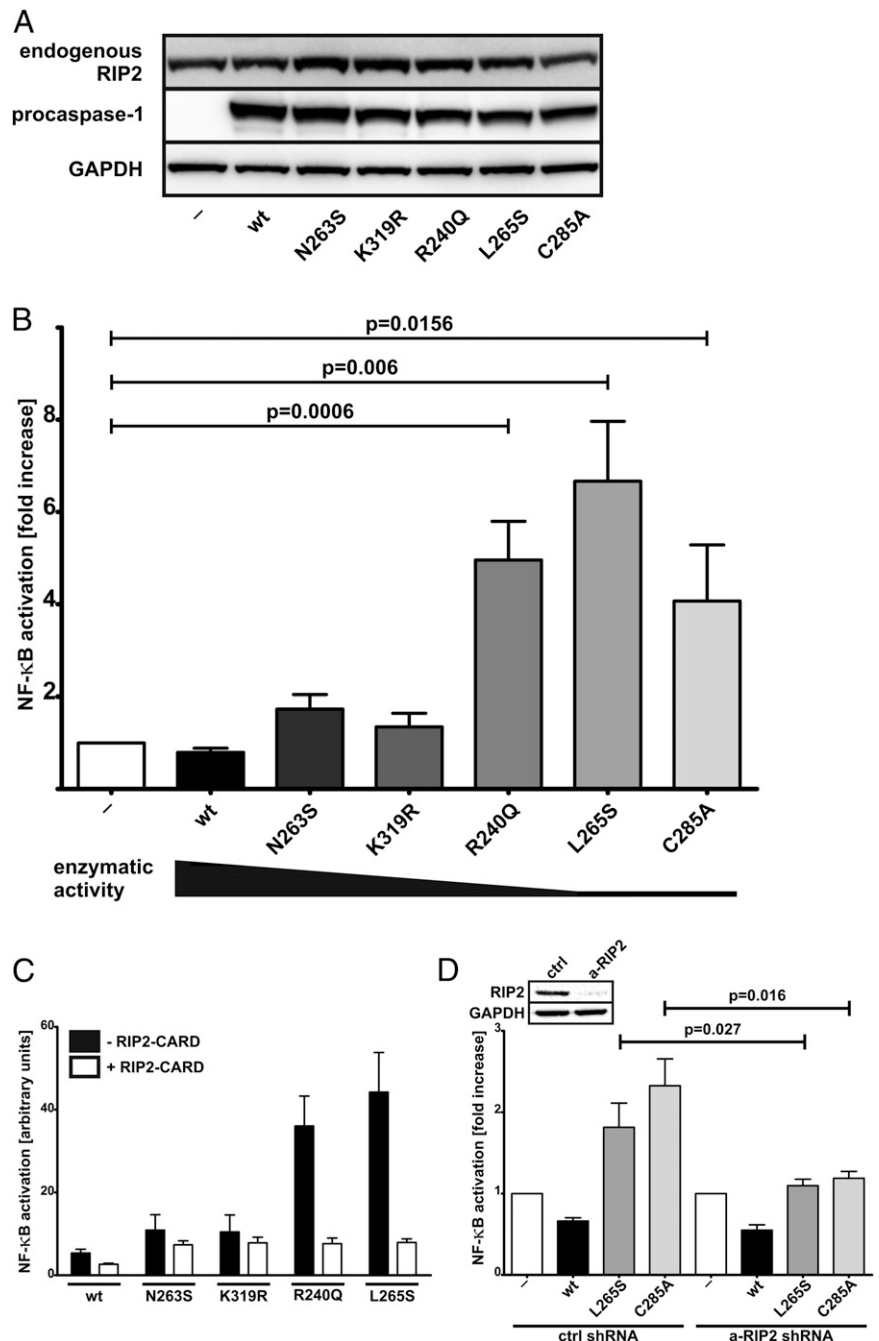 A
endogenous
RIP2
procaspase-1
GAPDH
– wt N263S K319R R240Q L265S C285A
B
p=0.0156
p=0.006
p=0.0006
NF-κB activation [fold increase]
8
6
4
2
– wt N263S K319R R240Q L265S C285A
enzymatic
activity
C
- RIP2-CARD
+ RIP2-CARD
NF-κB activation [arbitrary units]
60
40
20
0
wt N263S K319R R240Q L265S
D
ctrl a-RIP2
RIP2
GAPDH
p=0.016
p=0.027
NF-κB activation [fold increase]
3
2
1
0
– wt L265S C285A – wt L265S C285A
ctrl shRNA a-RIP2 shRNA